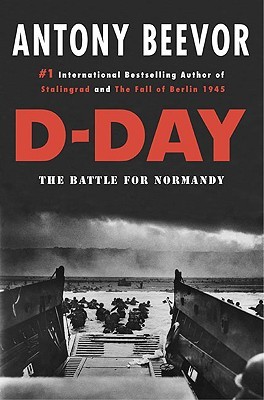 ANTONY BEEVOR
#1 International Bestselling Author of
Stalingrad and The Fall of Berlin 1945
D-DAY
THE BATTLE FOR NORMANDY